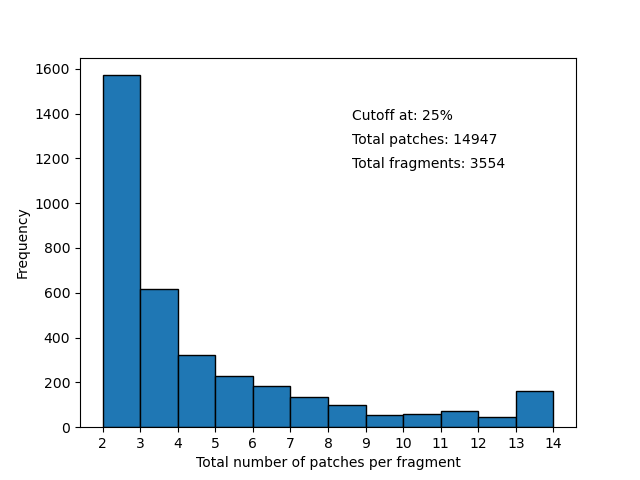 1600
1400
1200
1000
800
600
400
200
0
Frequency
Cutoff at: 25%
Total patches: 14947
Total fragments: 3554
2 3 4 5 6 7 8 9 10 11 12 13 14
Total number of patches per fragment